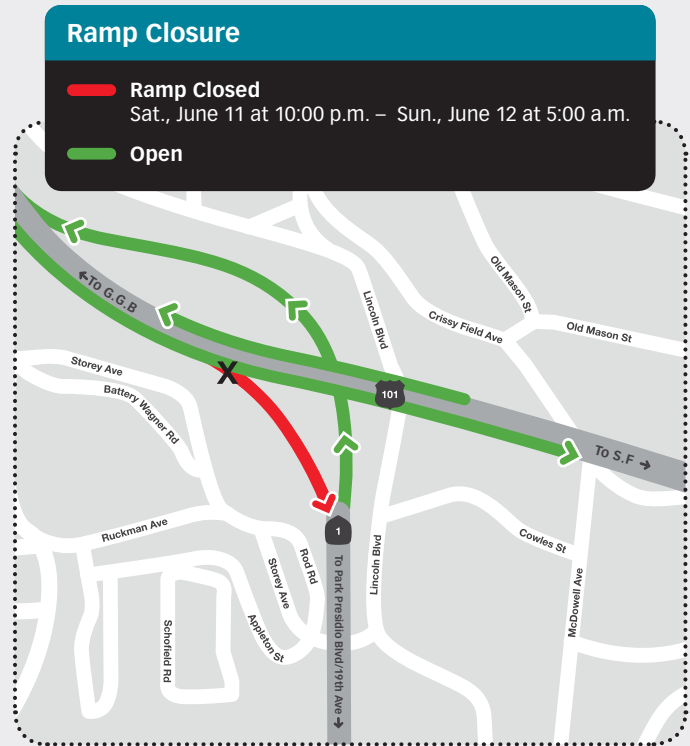 Ramp Closure
Ramp Closed
Sat., June 11 at 10:00 p.m. – Sun., June 12 at 5:00 a.m.
Open
←To G.G.B
Lincoln Blvd
Old Mason St
Crissy Field Ave
Old Mason St
Storey Ave
Battery Wagner Rd
X
101
To S.F →
Ruckman Ave
1
Cowles St
Storey Ave
Rod Rd
Lincoln Blvd
To Park Presidio Blvd/19th Ave →
McDowell Ave
Schofield Rd
Appleton St